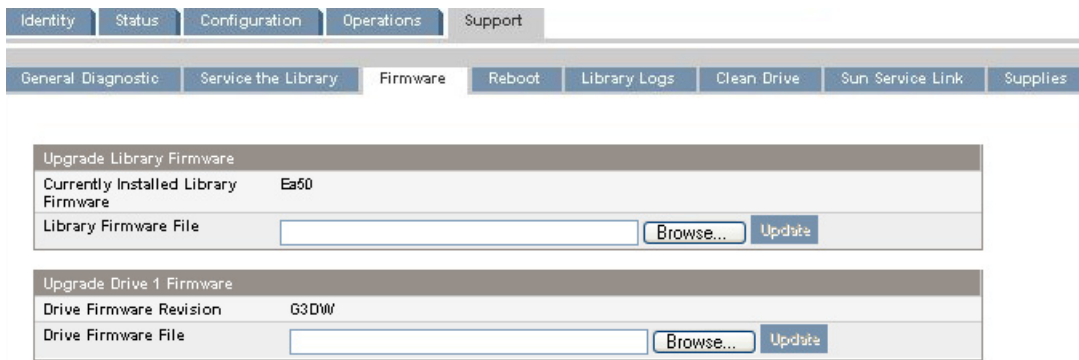 Identity Status Configuration Operations Support
General Diagnostic Service the Library Firmware Reboot Library Logs Clean Drive Sun Service Link Supplies
Upgrade Library Firmware
Currently Installed Library Firmware Ea50
Library Firmware File Browse... Update
Upgrade Drive 1 Firmware
Drive Firmware Revision G3DW
Drive Firmware File Browse... Update